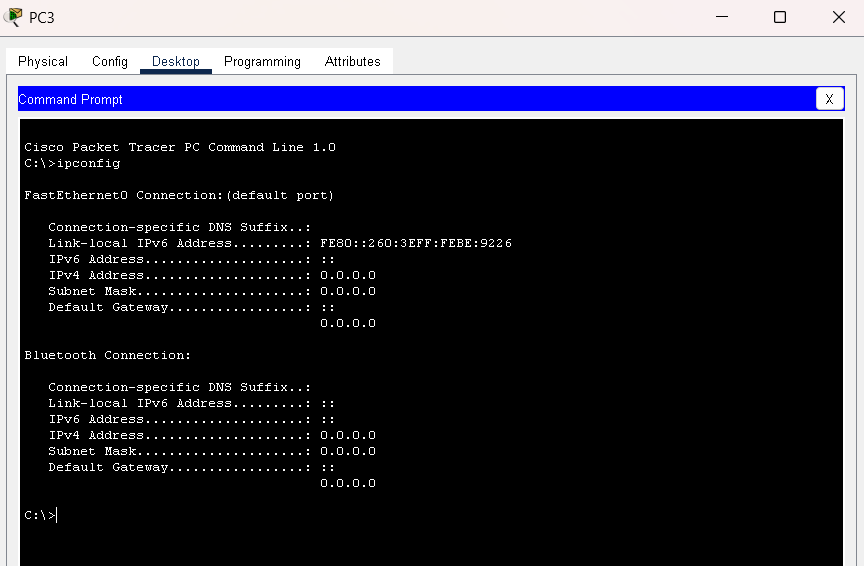 PC3
Physical Config Desktop Programming Attributes
Command Prompt X
Cisco Packet Tracer PC Command Line 1.0
C:\>ipconfig
FastEthernet0 Connection:(default port)
Connection-specific DNS Suffix..:
Link-local IPv6 Address.........: FE80::260:3EFF:FEBE:9226
IPv6 Address....................: ::
IPv4 Address....................: 0.0.0.0
Subnet Mask.....................: 0.0.0.0
Default Gateway.................: ::
0.0.0.0
Bluetooth Connection:
Connection-specific DNS Suffix..:
Link-local IPv6 Address.........: ::
IPv6 Address....................: ::
IPv4 Address....................: 0.0.0.0
Subnet Mask.....................: 0.0.0.0
Default Gateway.................: ::
0.0.0.0
C:\>